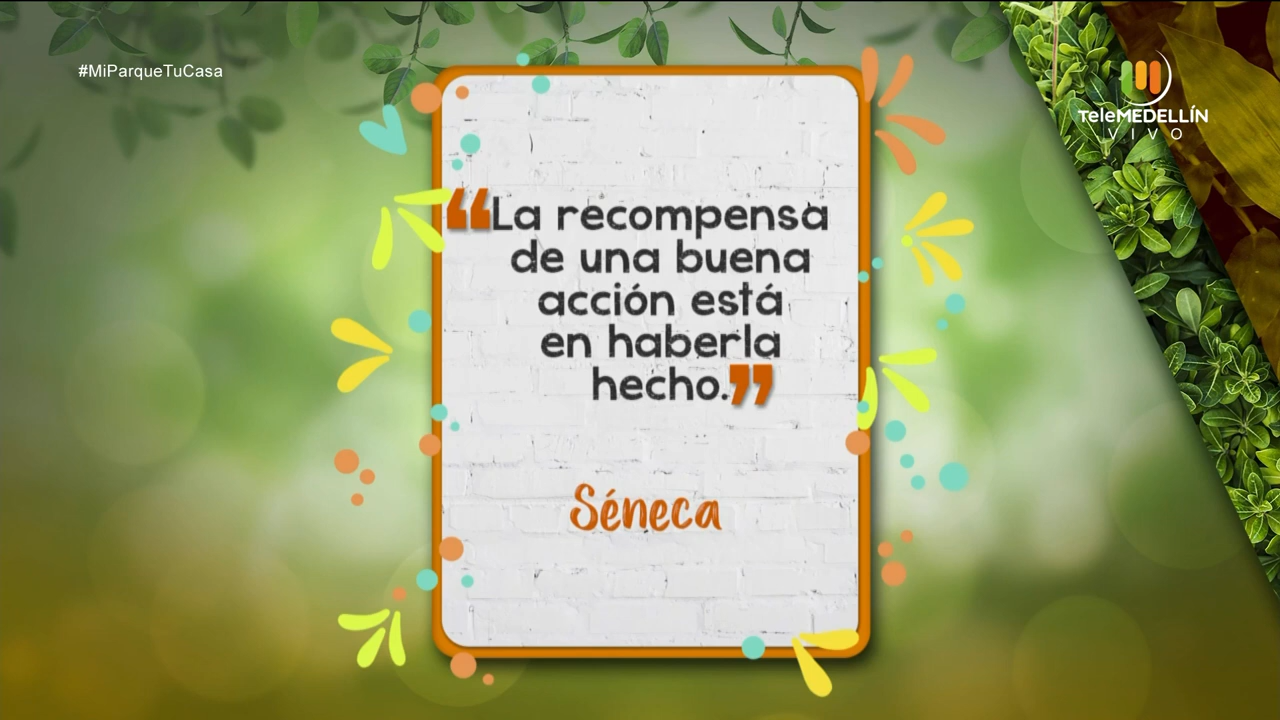 #MiParqueTuCasa
TeleMEDELLÍN
VIVO
“La recompensa
de una buena
acción está
en haberla
hecho.”
Séneca